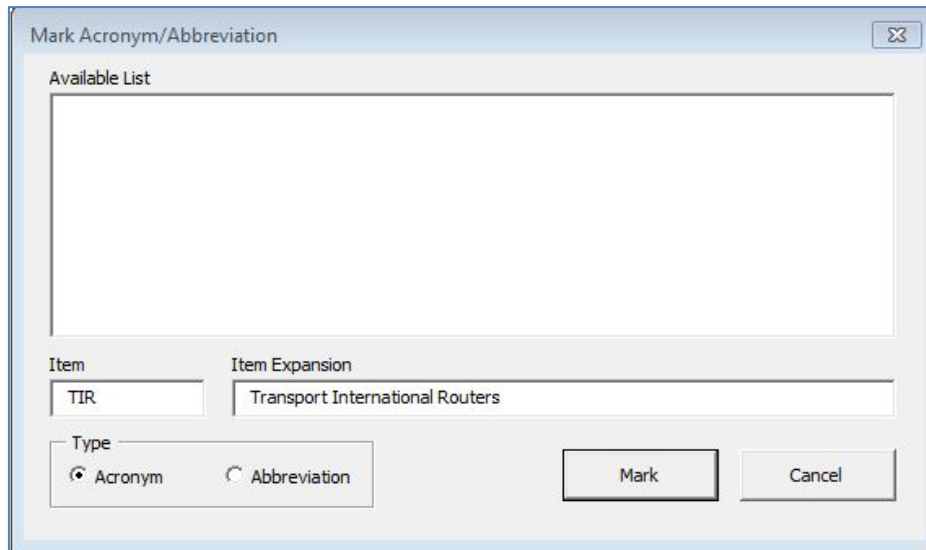 Mark Acronym/Abbreviation
Available List
Item Item Expansion
TIR Transport International Routers
Type
Acronym Abbreviation Mark Cancel